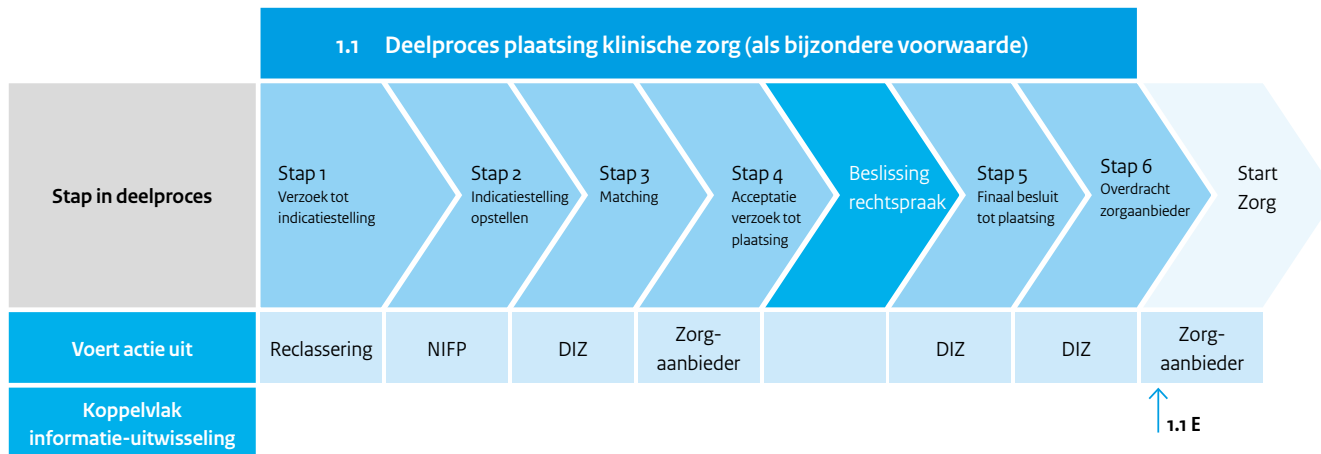 1.1 Deelproces plaatsing klinische zorg (als bijzondere voorwaarde)
Stap in deelproces
Stap 1
Verzoek tot
indicatiestelling
Stap 2
Indicatiestelling
opstellen
Stap 3
Matching
Stap 4
Acceptatie
verzoek tot
plaatsing
Beslissing
rechtspraak
Stap 5
Finaal besluit
tot plaatsing
Stap 6
Overdracht
zorgaanbieder
Start
Zorg
Voert actie uit
Reclassering
NIFP
DIZ
Zorg-
aanbieder
DIZ
DIZ
Zorg-
aanbieder
Koppelvlak
informatie-uitwisseling
1.1 E